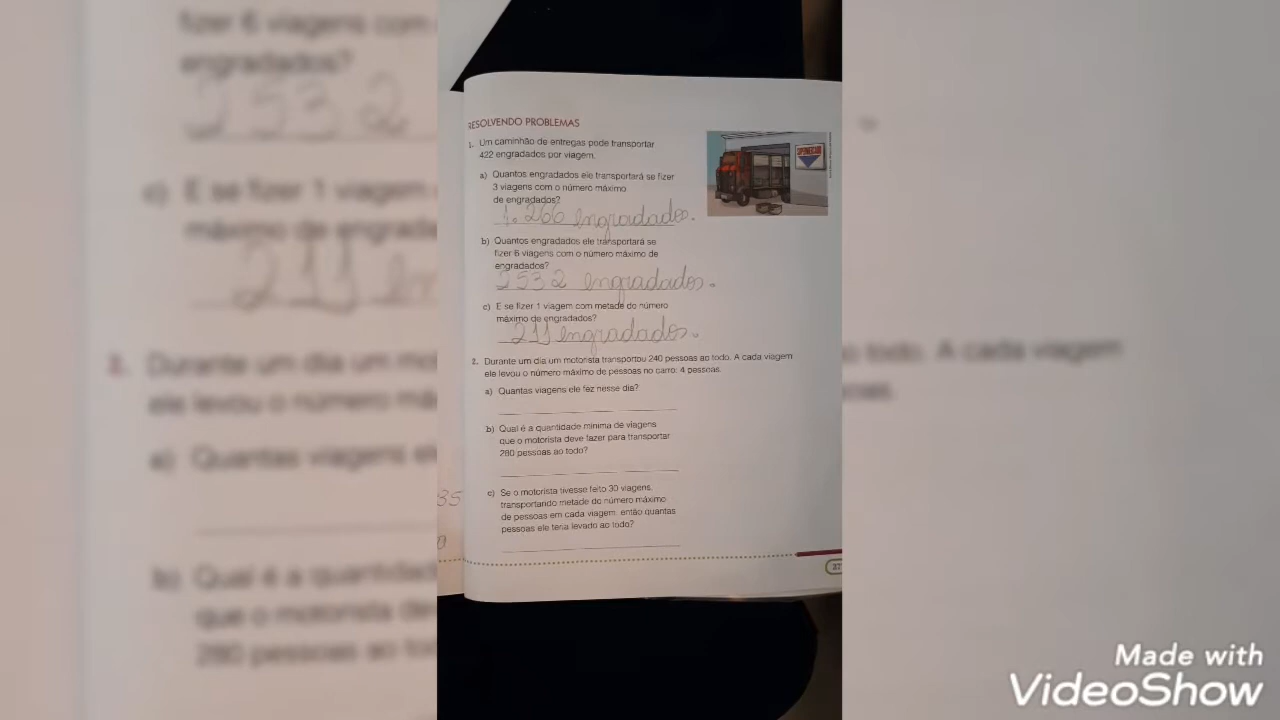 RESOLVENDO PROBLEMAS
1. Um caminhão de entregas pode transportar
422 engradados por viagem.
SUPERMERCADO
a) Quantos engradados ele transportará se fizer
3 viagens com o número máximo
de engradados?
1.266 engradados.
b) Quantos engradados ele transportará se
fizer 6 viagens com o número máximo de
engradados?
2532 engradados.
c) E se fizer 1 viagem com metade do número
máximo de engradados?
211 engradados.
2. Durante um dia um motorista transportou 240 pessoas ao todo. A cada viagem
ele levou o número máximo de pessoas no carro: 4 pessoas.
a) Quantas viagens ele fez nesse dia?
b) Qual é a quantidade mínima de viagens
que o motorista deve fazer para transportar
280 pessoas ao todo?
c) Se o motorista tivesse feito 30 viagens,
transportando metade do número máximo
de pessoas em cada viagem, então quantas
pessoas ele teria levado ao todo?
35
0
Made with
VideoShow